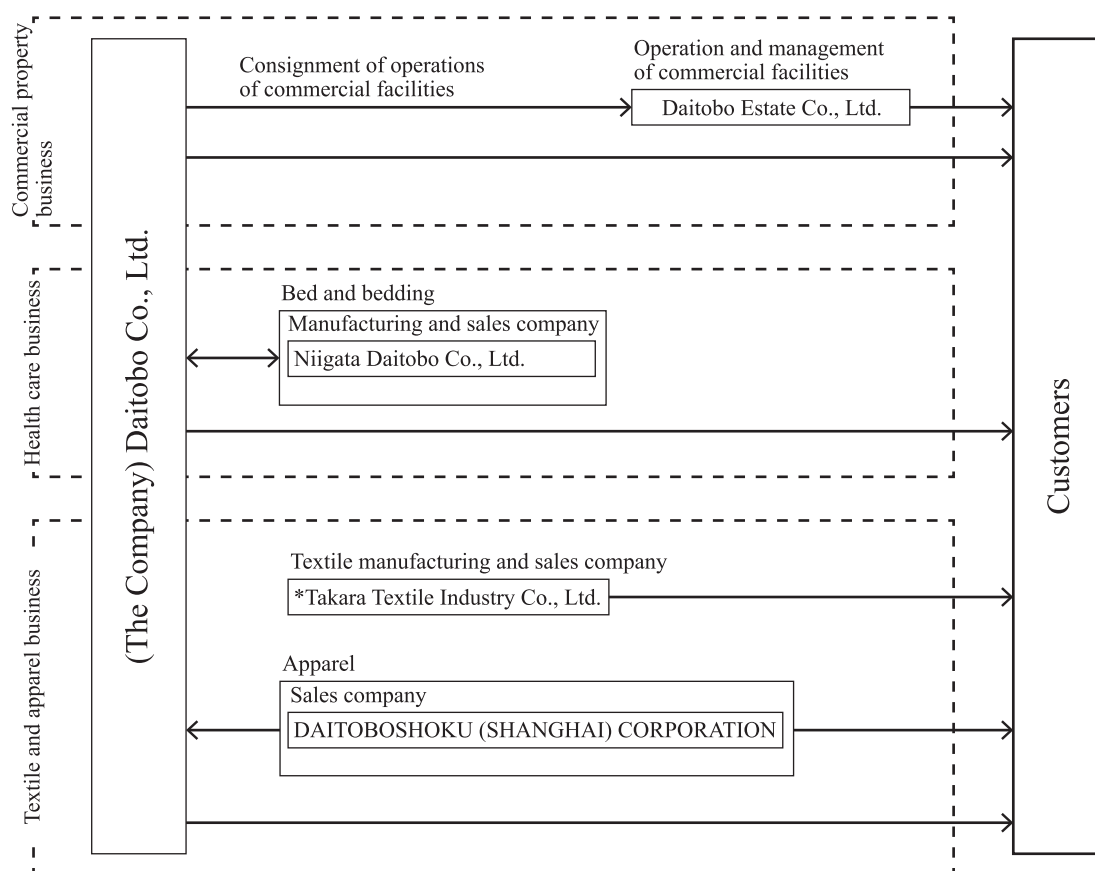 Commercial property
business
Consignment of operations
of commercial facilities
Operation and management
of commercial facilities
Daitobo Estate Co., Ltd.
(The Company) Daitobo Co., Ltd.
Customers
Health care business
Bed and bedding
Manufacturing and sales company
Niigata Daitobo Co., Ltd.
Textile and apparel business
Textile manufacturing and sales company
*Takara Textile Industry Co., Ltd.
Apparel
Sales company
DAITOBOSHOKU (SHANGHAI) CORPORATION